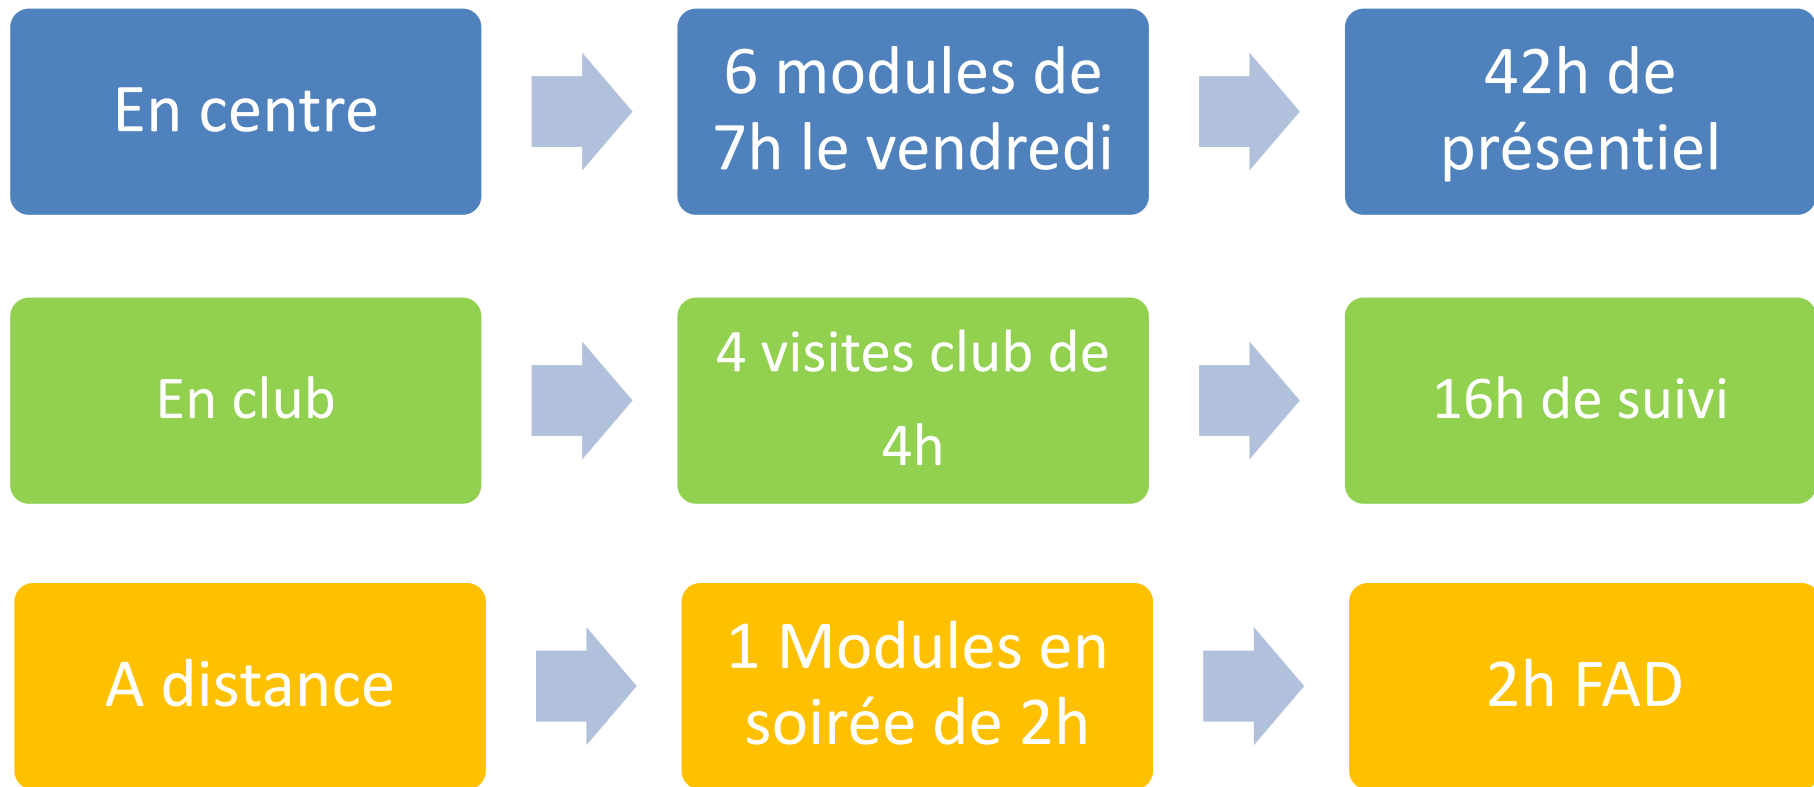 En centre
6 modules de
7h le vendredi
42h de
présentiel
En club
4 visites club de
4h
16h de suivi
A distance
1 Modules en
soirée de 2h
2h FAD